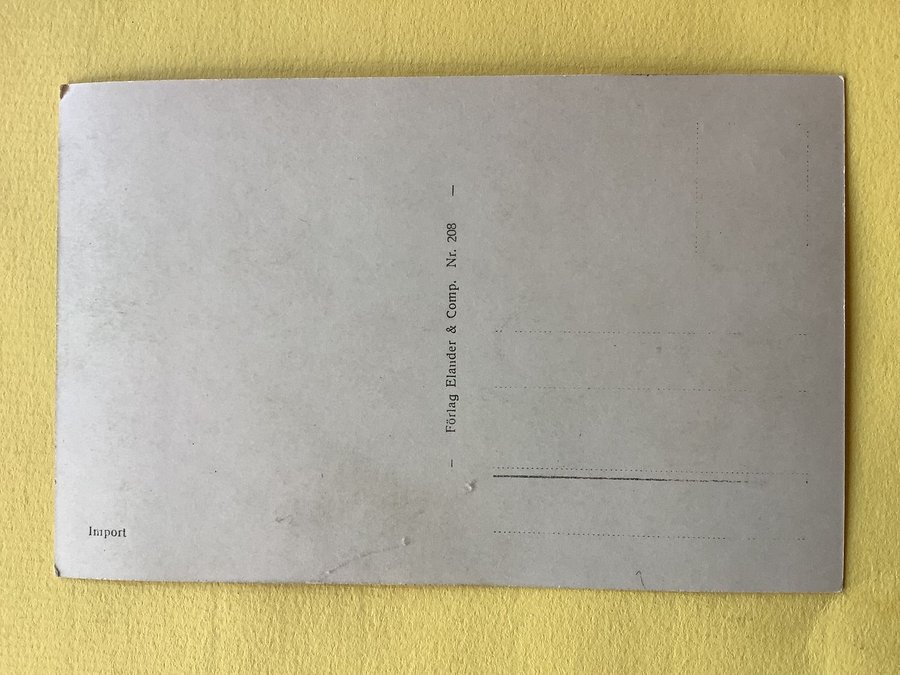 — Förlag Elander & Comp. Nr. 208 —
Import